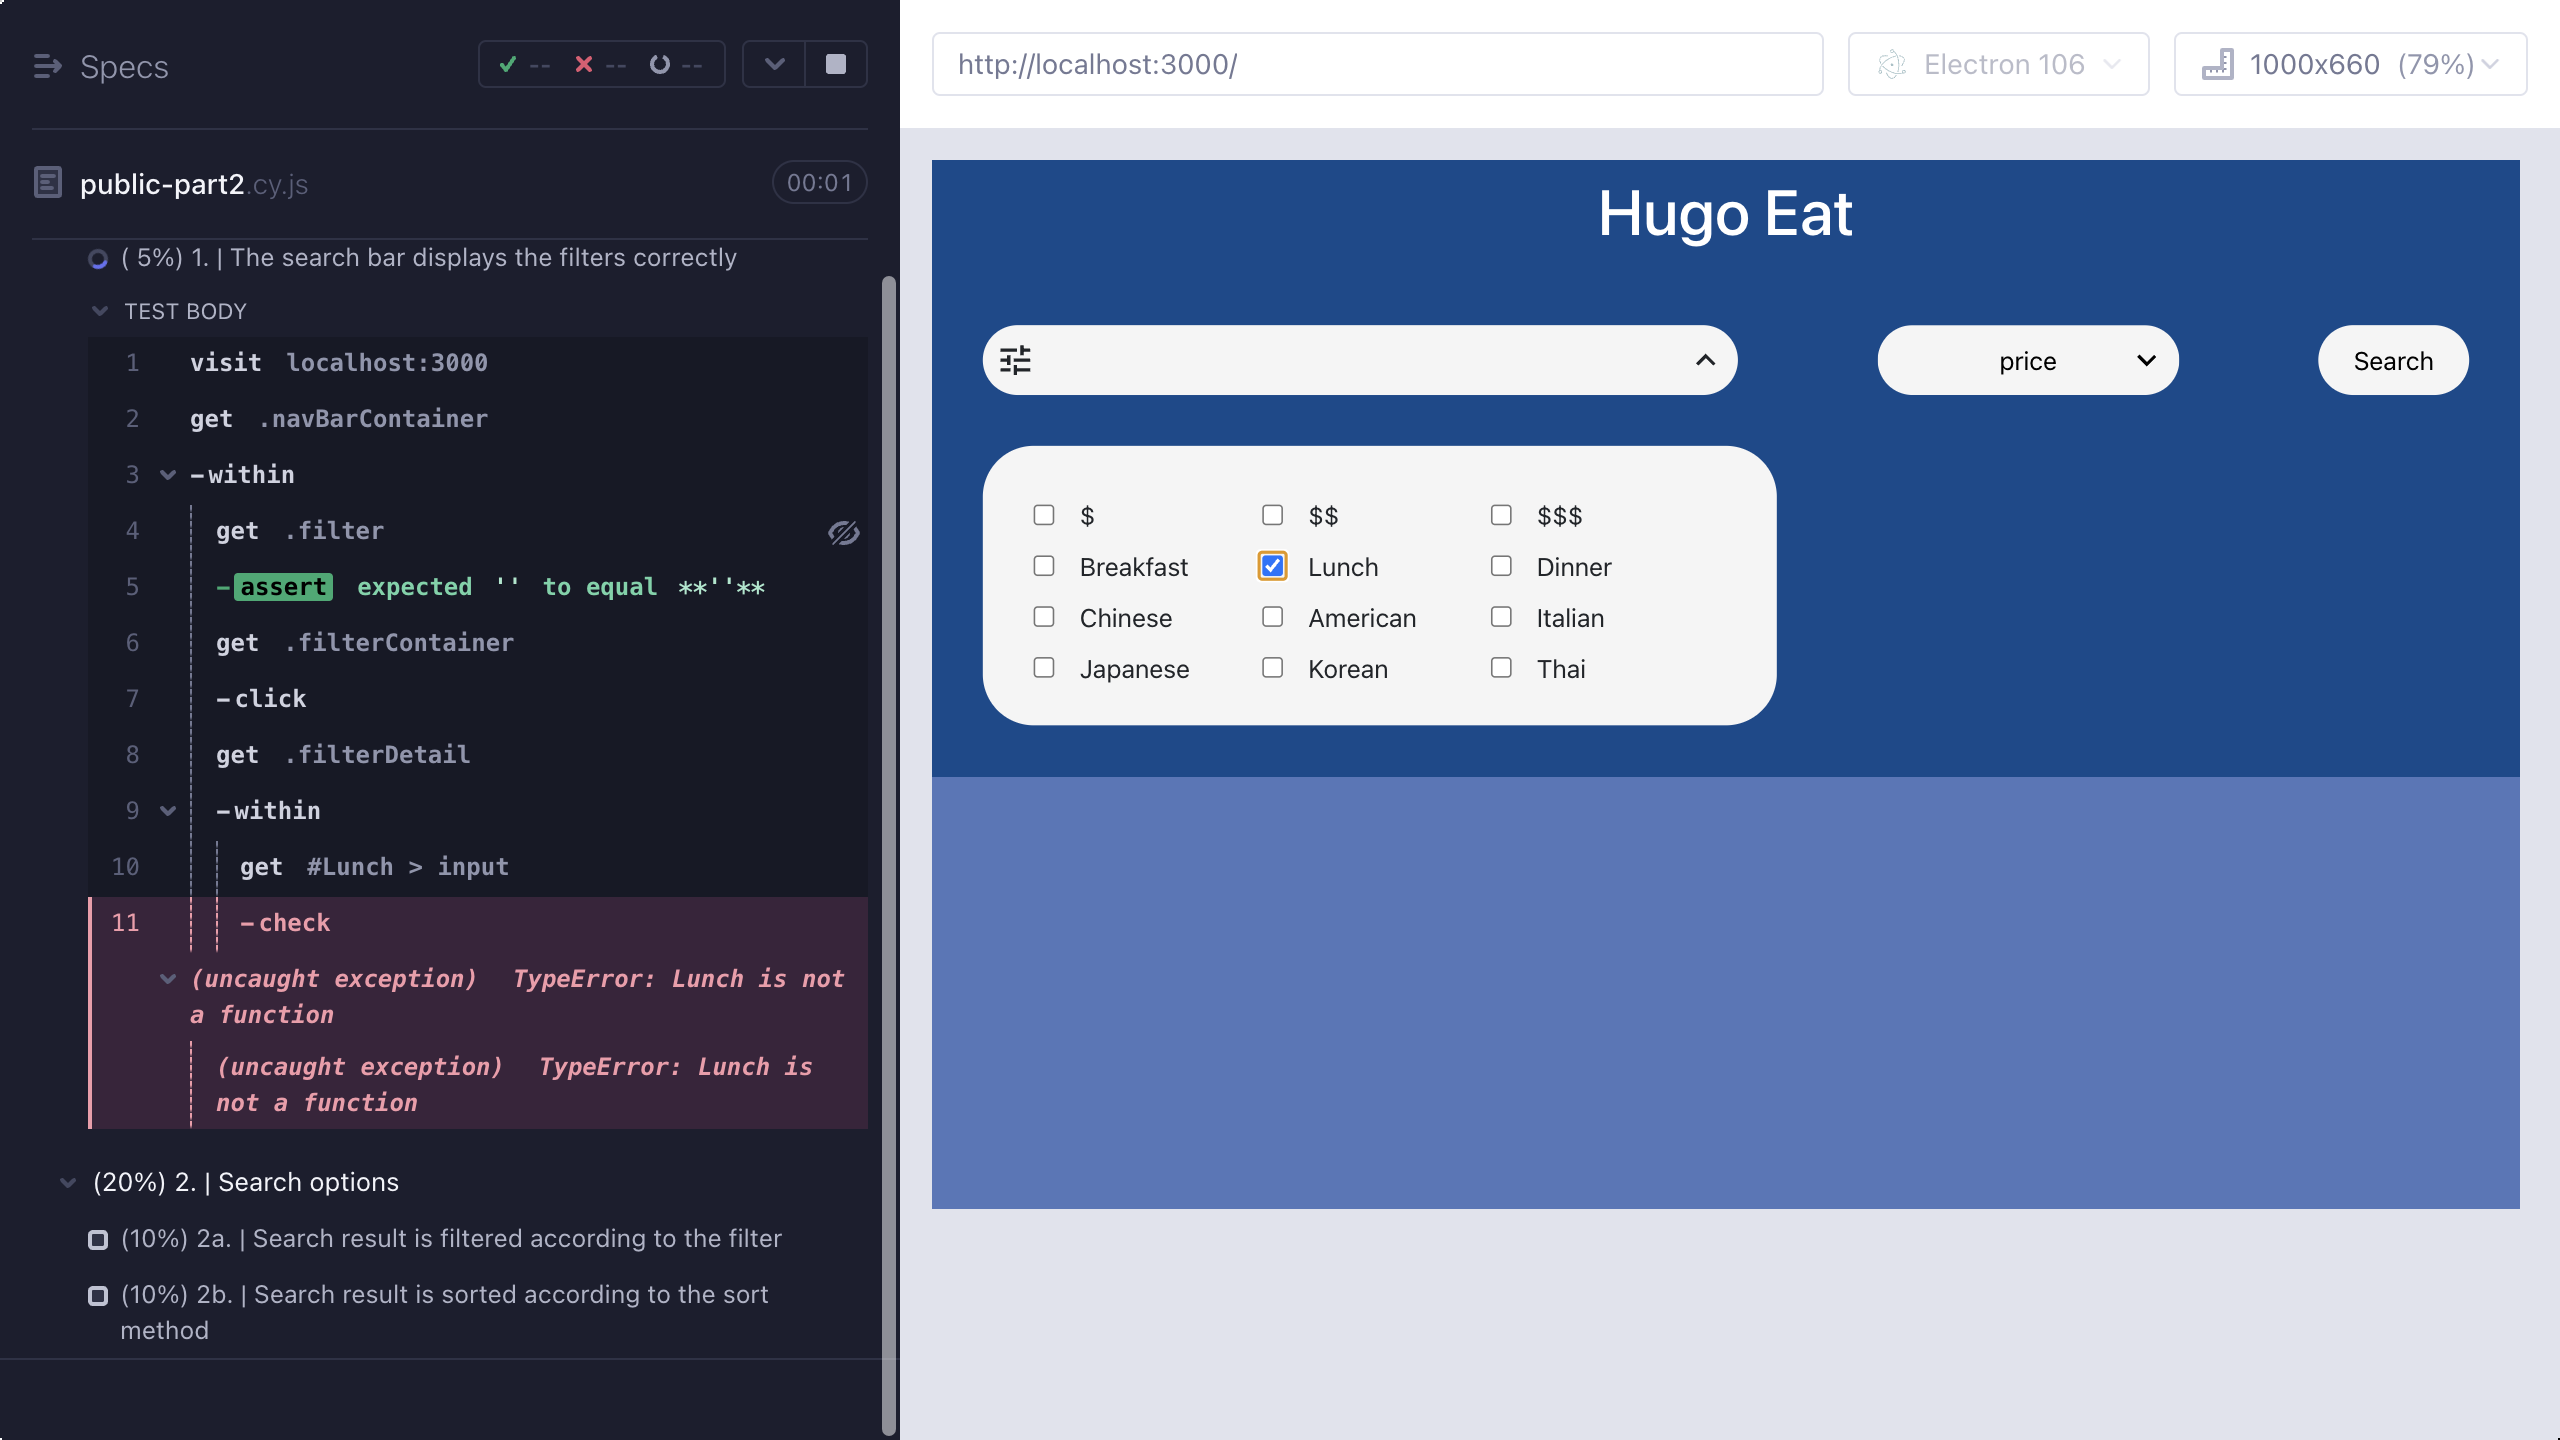 Specs
-- -- --
public-part2.cy.js
00:01
( 5%) 1. | The search bar displays the filters correctly
TEST BODY
1 visit localhost:3000
2 get .navBarContainer
3 -within
4 get .filter
5 -assert expected '' to equal **''**
6 get .filterContainer
7 -click
8 get .filterDetail
9 -within
10 get #Lunch > input
11 -check
(uncaught exception) TypeError: Lunch is not
a function
(uncaught exception) TypeError: Lunch is
not a function
(20%) 2. | Search options
(10%) 2a. | Search result is filtered according to the filter
(10%) 2b. | Search result is sorted according to the sort
method
http://localhost:3000/
Electron 106
1000x660 (79%)
Hugo Eat
price
Search
$ $$ $$$
Breakfast Lunch Dinner
Chinese American Italian
Japanese Korean Thai